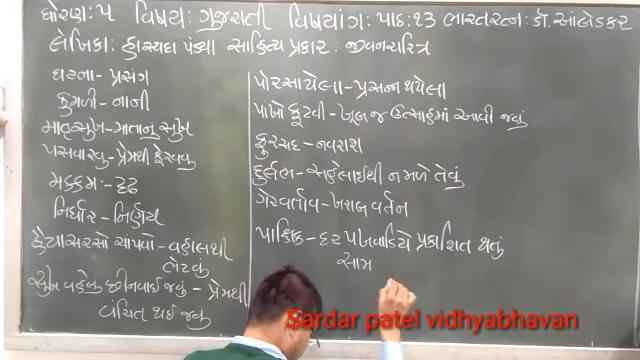 ધોરણ: ૫ વિષય: ગુજરાતી વિષયાંગ: પાઠ: ૧૩ ભારતરત્ન: ડૉ. આંબેડકર
લેખિકા: હાસ્યદા પંડ્યા સાહિત્ય પ્રકાર: જીવનચરિત્ર
ઘટના - પ્રસંગ
કુમળી - નાની
માતૃસુખ - માતાનુ સુખ
પસવારવુ - પ્રેમથી ફેરવવુ
મક્કમ: દૃઢ
નિર્ધાર - નિર્ણય
હૈયાસરસો ચાંપવો - વહાલથી
ભેટવું
સુખ વહેલું છીનવાઈ જવું - પ્રેમથી
વંચિત થઈ જવું
પોરસાયેલા - પ્રસન્ન થયેલા
પાંખો ફૂટવી - ખૂબ જ ઉત્સાહમાં આવી જવું
ફુરસદ - નવરાશ
દુર્લભ - સહેલાઈથી ન મળે તેવું
ગેરવર્તાવ - ખરાબ વર્તન
પાક્ષિક - દર પખવાડિયે પ્રકાશિત થતું
સામ
Sardar patel vidhyabhavan